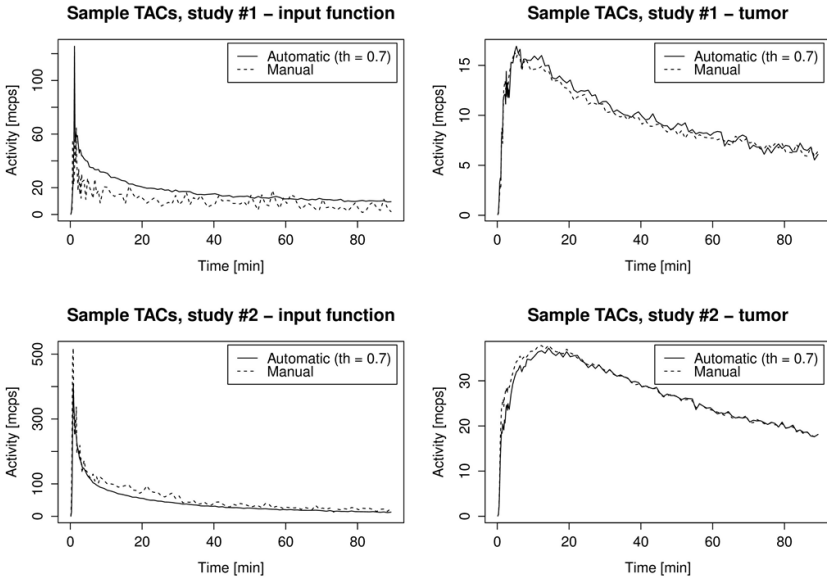 Sample TACs, study #1 – input function
Automatic (th = 0.7)
Manual
Activity [mcps]
0 20 60 100
0 20 40 60 80
Time [min]
Sample TACs, study #1 – tumor
Automatic (th = 0.7)
Manual
Activity [mcps]
0 5 10 15
0 20 40 60 80
Time [min]
Sample TACs, study #2 – input function
Automatic (th = 0.7)
Manual
Activity [mcps]
0 100 300 500
0 20 40 60 80
Time [min]
Sample TACs, study #2 – tumor
Automatic (th = 0.7)
Manual
Activity [mcps]
0 10 20 30
0 20 40 60 80
Time [min]